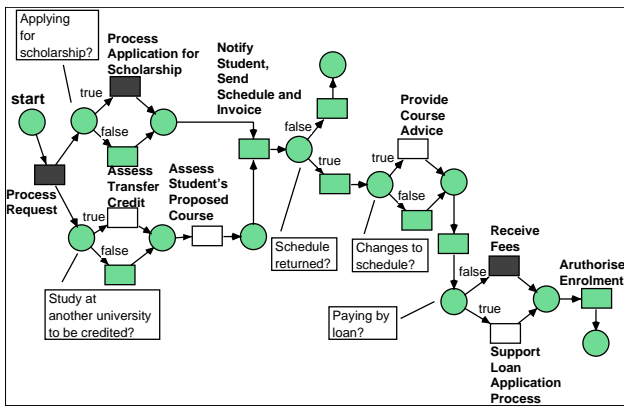 Applying
for
scholarship?
Process
Application for
Scholarship
Notify
Student,
Send
Schedule and
Invoice
start
true
false
Process
Request
Assess
Transfer
Credit
true
false
Assess
Student's
Proposed
Course
Study at
another university
to be credited?
false
true
Schedule
returned?
Provide
Course
Advice
true
false
Changes to
schedule?
Receive
Fees
false
true
Paying by
loan?
Support
Loan
Application
Process
Aruthorise
Enrolment